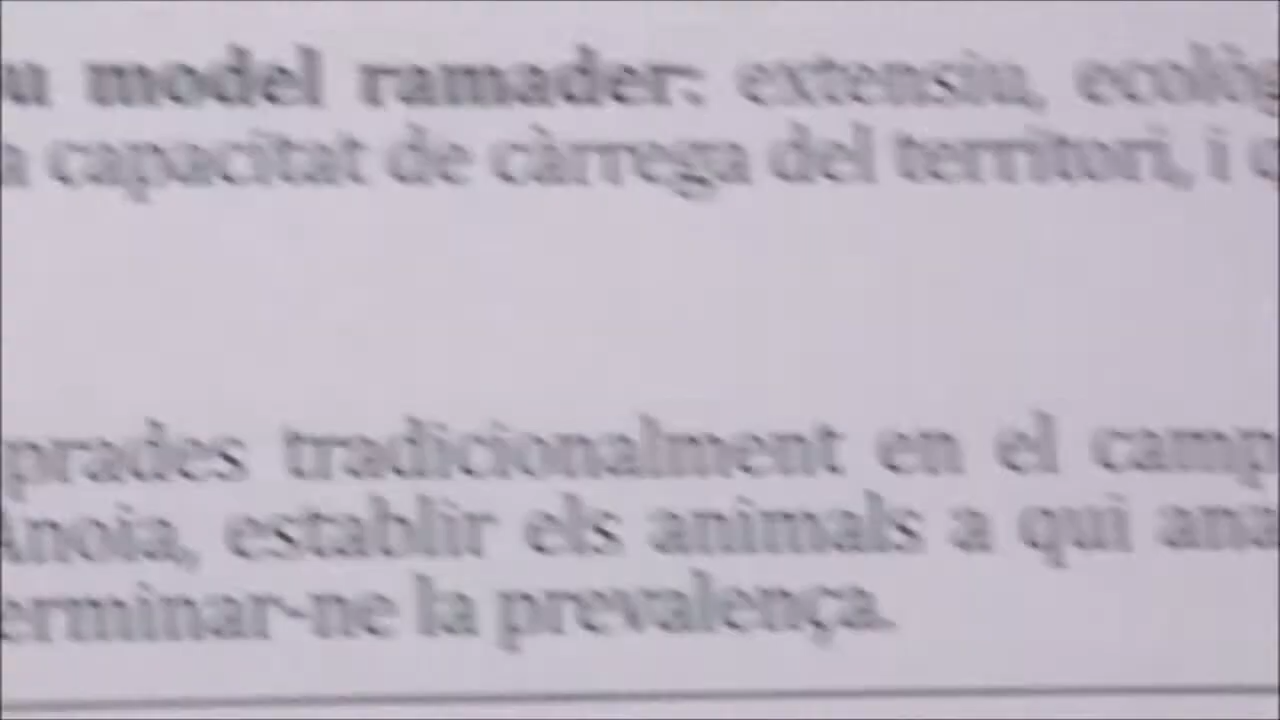 u model ramader: extensiu, ecològ
a capacitat de càrrega del territori, i
prades tradicionalment en el camp
Anoia, establir els animals a qui ana
erminar-ne la prevalença.